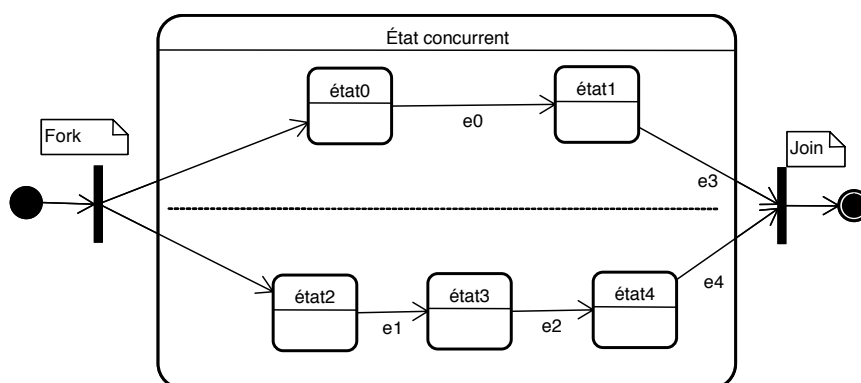 État concurrent
état0
état1
e0
Fork
Join
e3
état2
état3
état4
e1
e2
e4